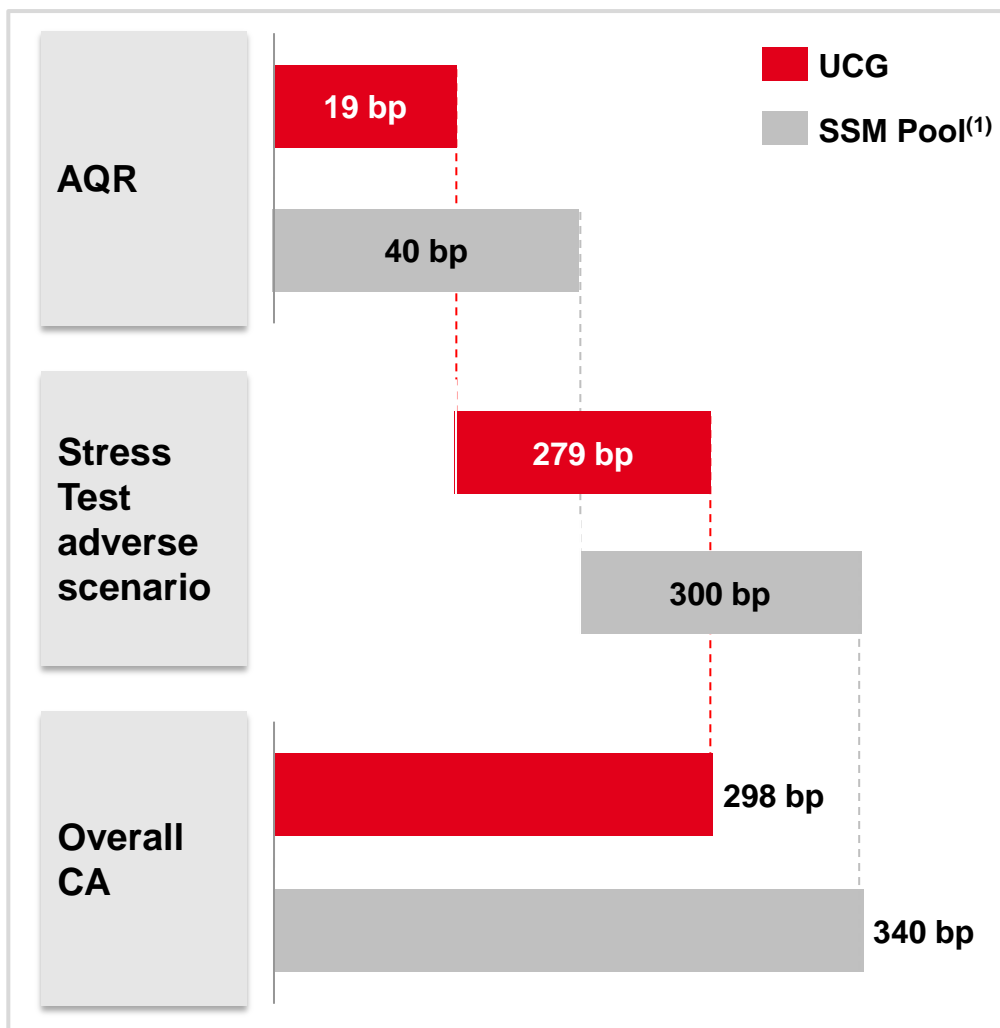 UCG
SSM Pool(1)
AQR
19 bp
40 bp
Stress
Test
adverse
scenario
279 bp
300 bp
Overall
CA
298 bp
340 bp